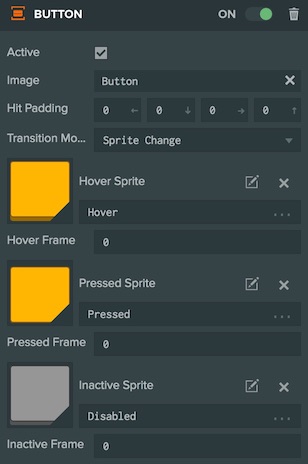 BUTTON ON
Active
Image Button
Hit Padding 0 0 0 0
Transition Mo... Sprite Change
Hover Sprite
Hover ...
Hover Frame 0
Pressed Sprite
Pressed ...
Pressed Frame 0
Inactive Sprite
Disabled ...
Inactive Frame 0